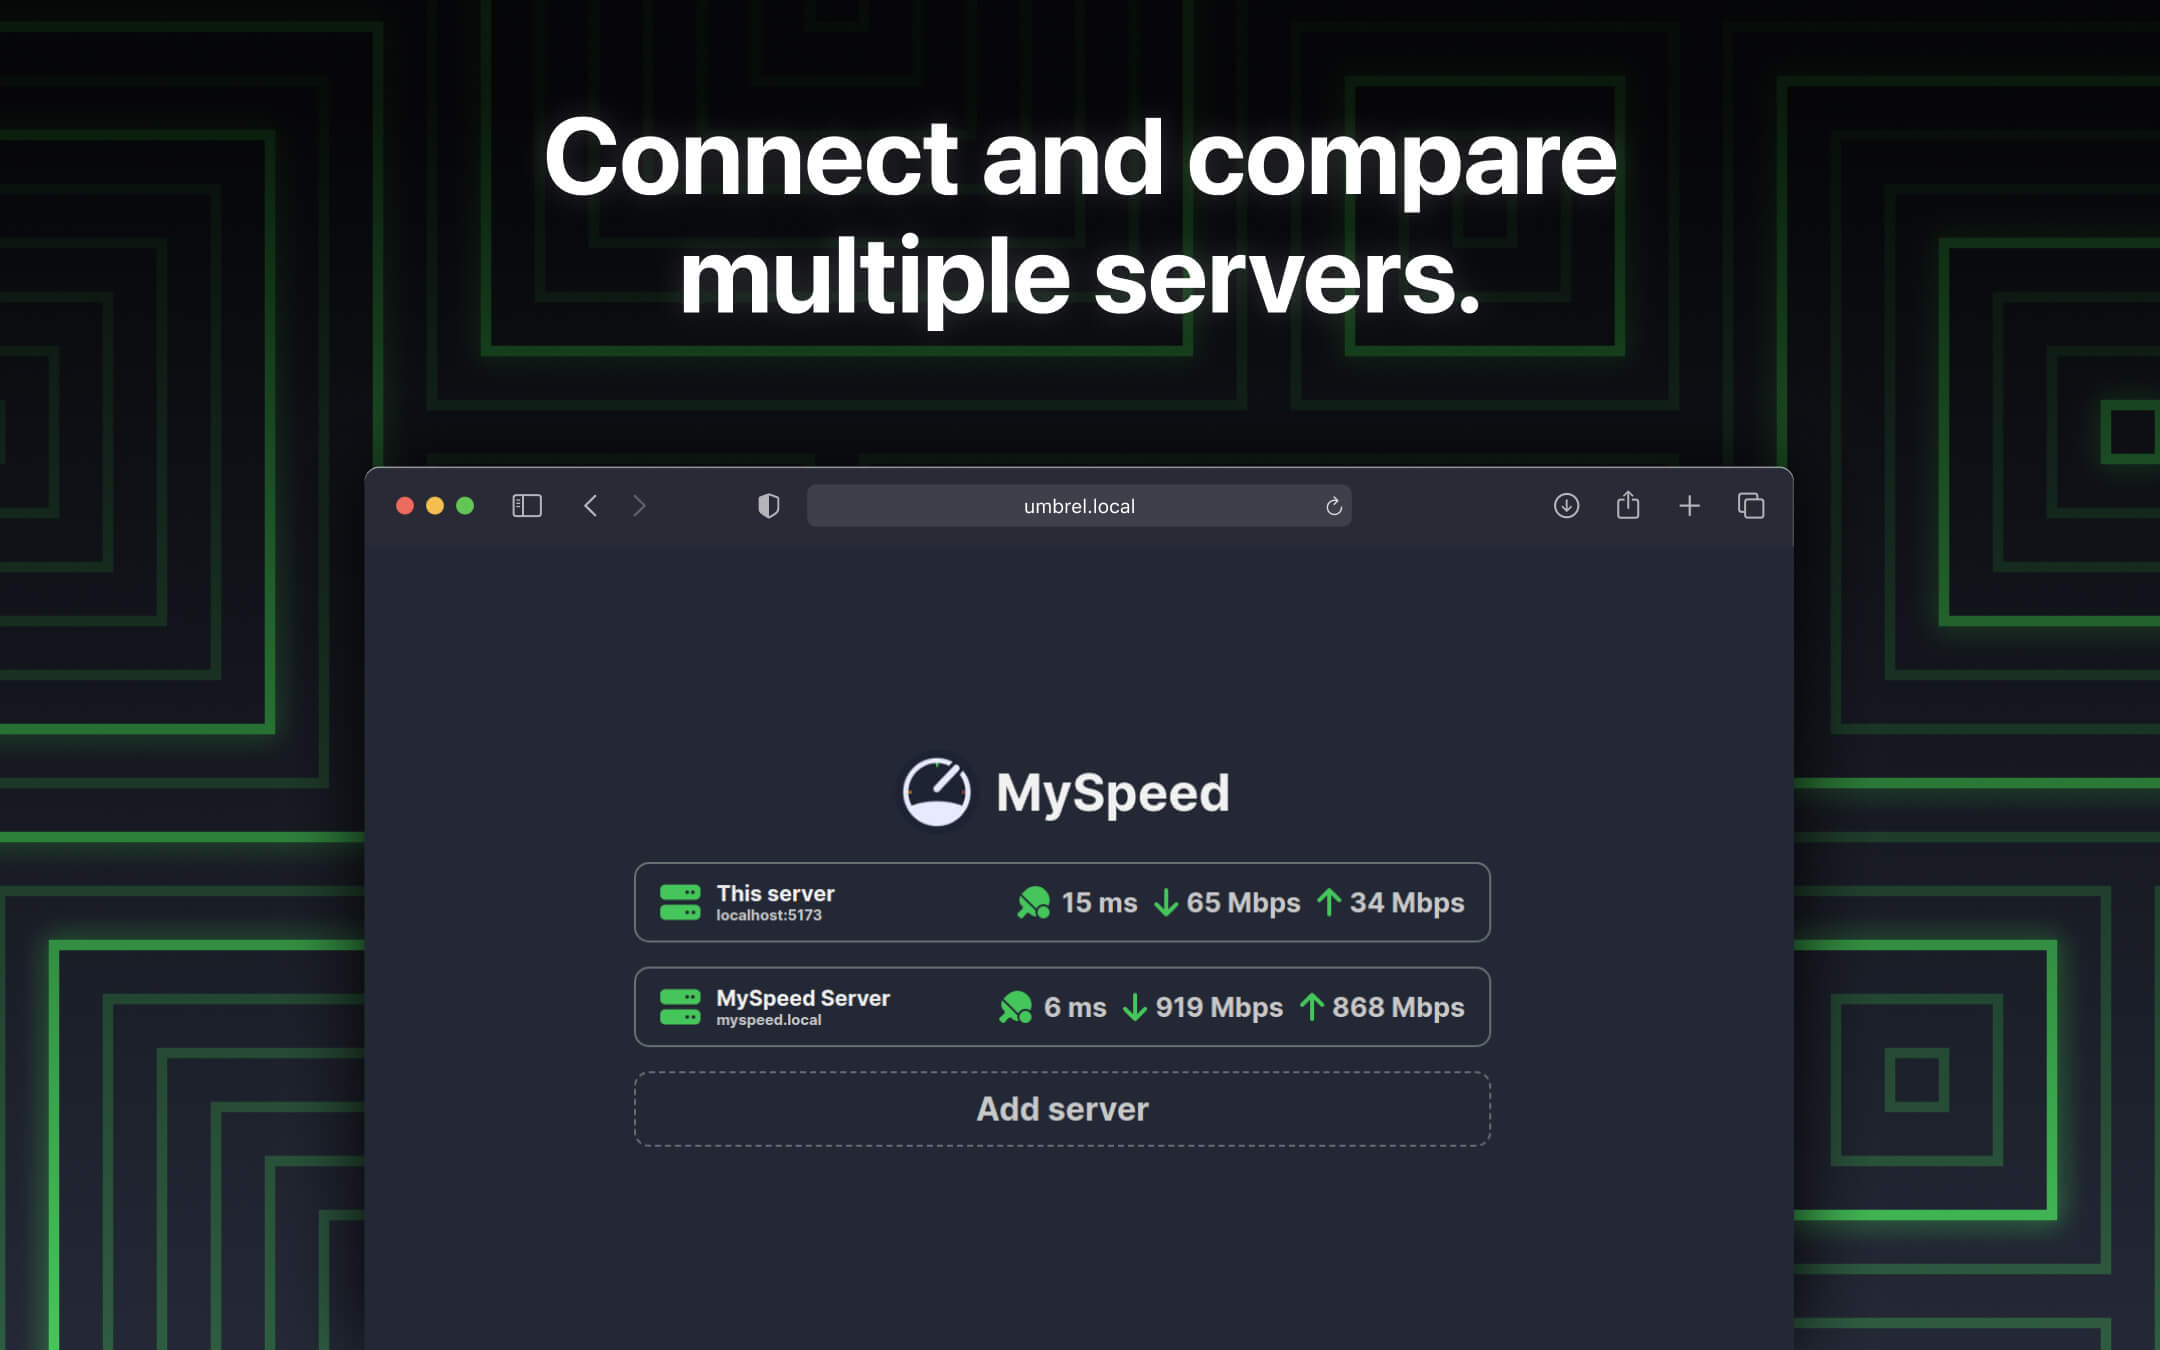 Connect and compare
multiple servers.
umbrel.local
MySpeed
This server
localhost:5173
15 ms 65 Mbps 34 Mbps
MySpeed Server
myspeed.local
6 ms 919 Mbps 868 Mbps
Add server